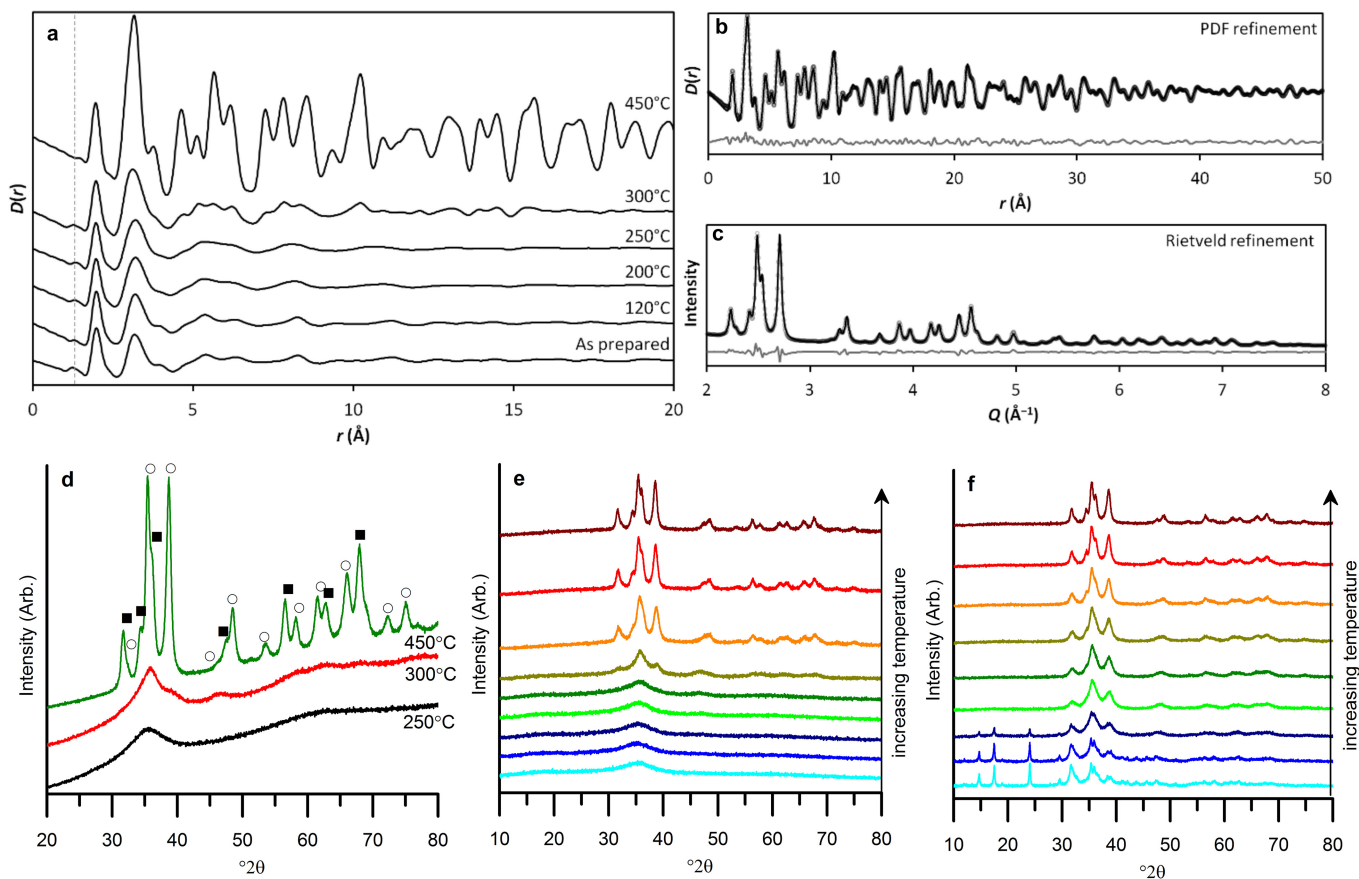 a
450°C
300°C
250°C
200°C
120°C
As prepared
D(r)
0 5 10 15 20
r (Å)
b
PDF refinement
D(r)
0 10 20 30 40 50
r (Å)
c
Rietveld refinement
Intensity
2 3 4 5 6 7 8
Q (Å⁻¹)
d
450°C
300°C
250°C
Intensity (Arb.)
20 30 40 50 60 70 80
°2θ
e
Intensity (Arb.)
increasing temperature
10 20 30 40 50 60 70 80
°2θ
f
Intensity (Arb.)
increasing temperature
10 20 30 40 50 60 70 80
°2θ